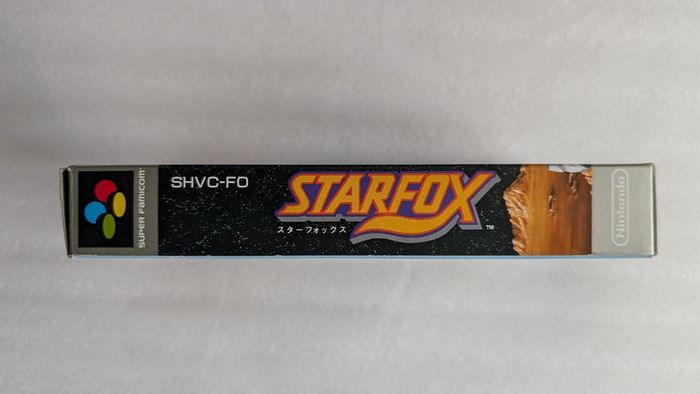 SUPER FAMICOM
SHVC-FO
STARFOX
TM
スターフォックス
Nintendo